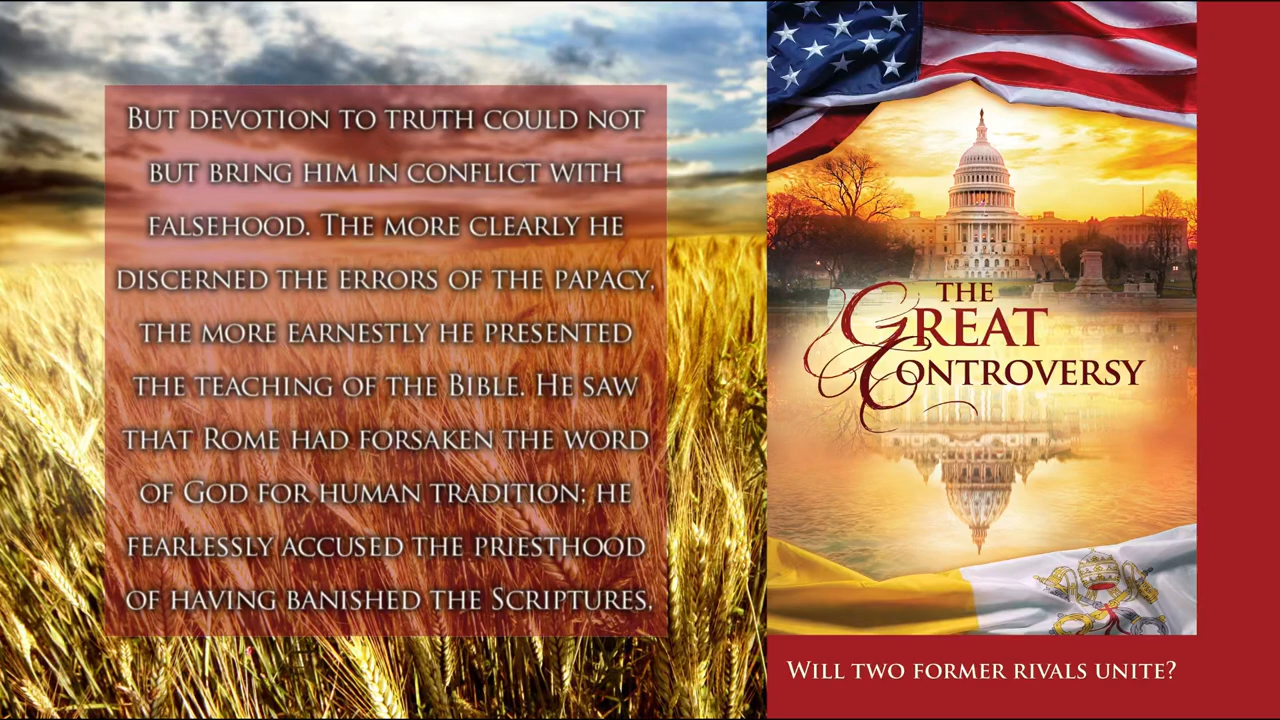 But devotion to truth could not
but bring him in conflict with
falsehood. The more clearly he
discerned the errors of the papacy,
the more earnestly he presented
the teaching of the Bible. He saw
that Rome had forsaken the word
of God for human tradition; he
fearlessly accused the priesthood
of having banished the Scriptures,
The
Great
Controversy
Will two former rivals unite?